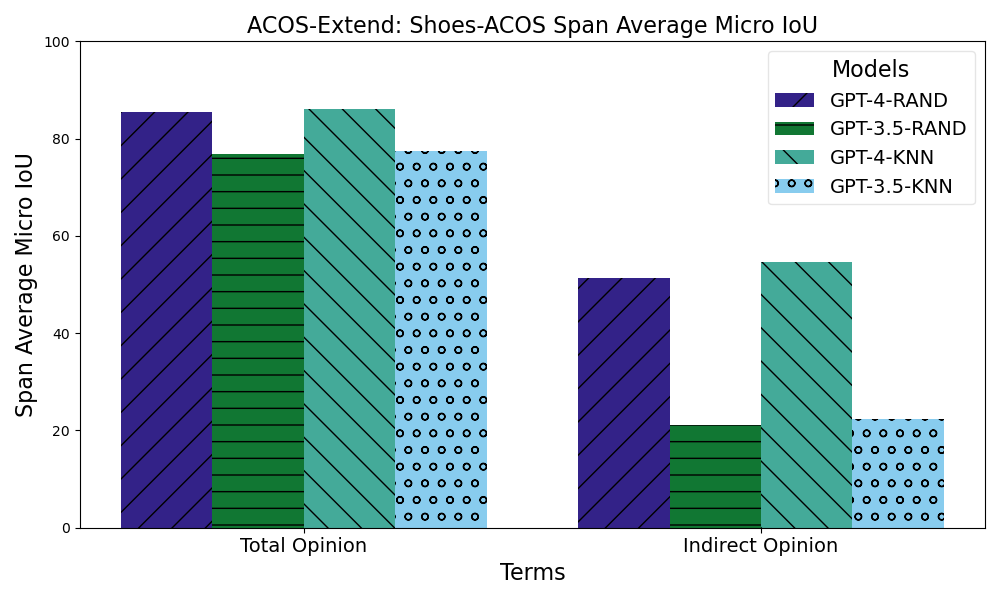 ACOS-Extend: Shoes-ACOS Span Average Micro IoU
Span Average Micro IoU
100
80
60
40
20
0
Models
GPT-4-RAND
GPT-3.5-RAND
GPT-4-KNN
GPT-3.5-KNN
Total Opinion
Indirect Opinion
Terms